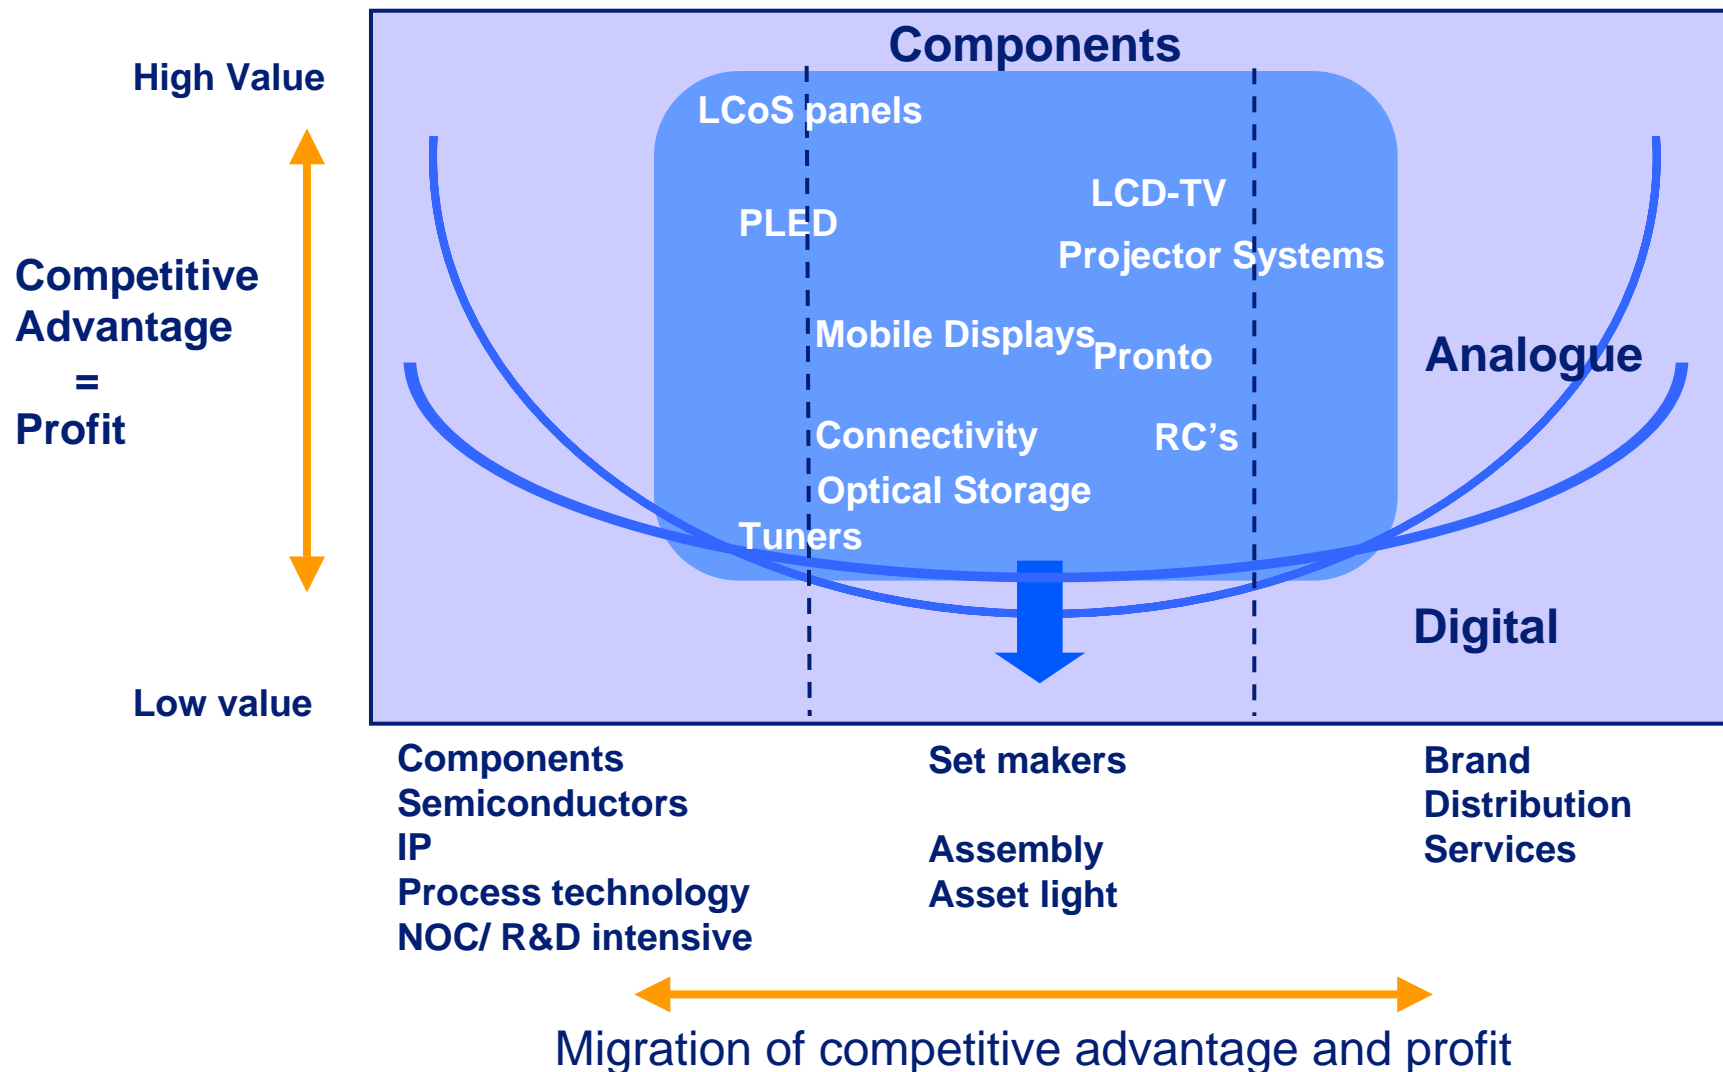 Components
High Value
LCoS panels
LCD-TV
PLED
Projector Systems
Competitive
Advantage
=
Profit
Mobile Displays
Pronto
Analogue
Connectivity
RC’s
Optical Storage
Tuners
Digital
Low value
Components
Semiconductors
IP
Process technology
NOC/ R&D intensive
Set makers
Assembly
Asset light
Brand
Distribution
Services
Migration of competitive advantage and profit